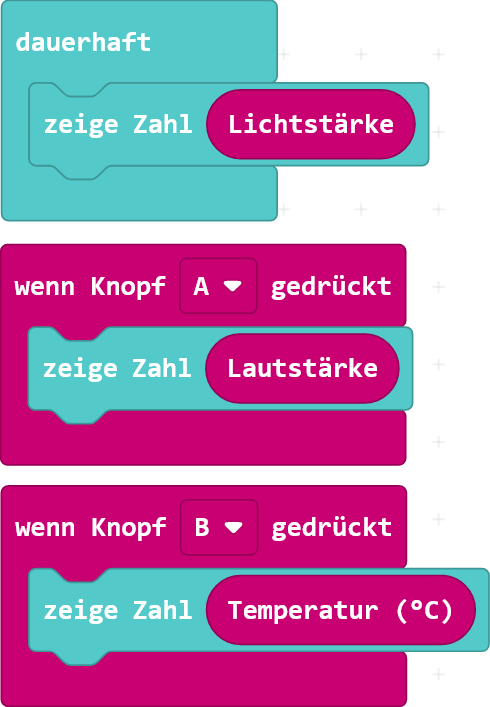 dauerhaft
zeige Zahl Lichtstärke
wenn Knopf A gedrückt
zeige Zahl Lautstärke
wenn Knopf B gedrückt
zeige Zahl Temperatur (°C)